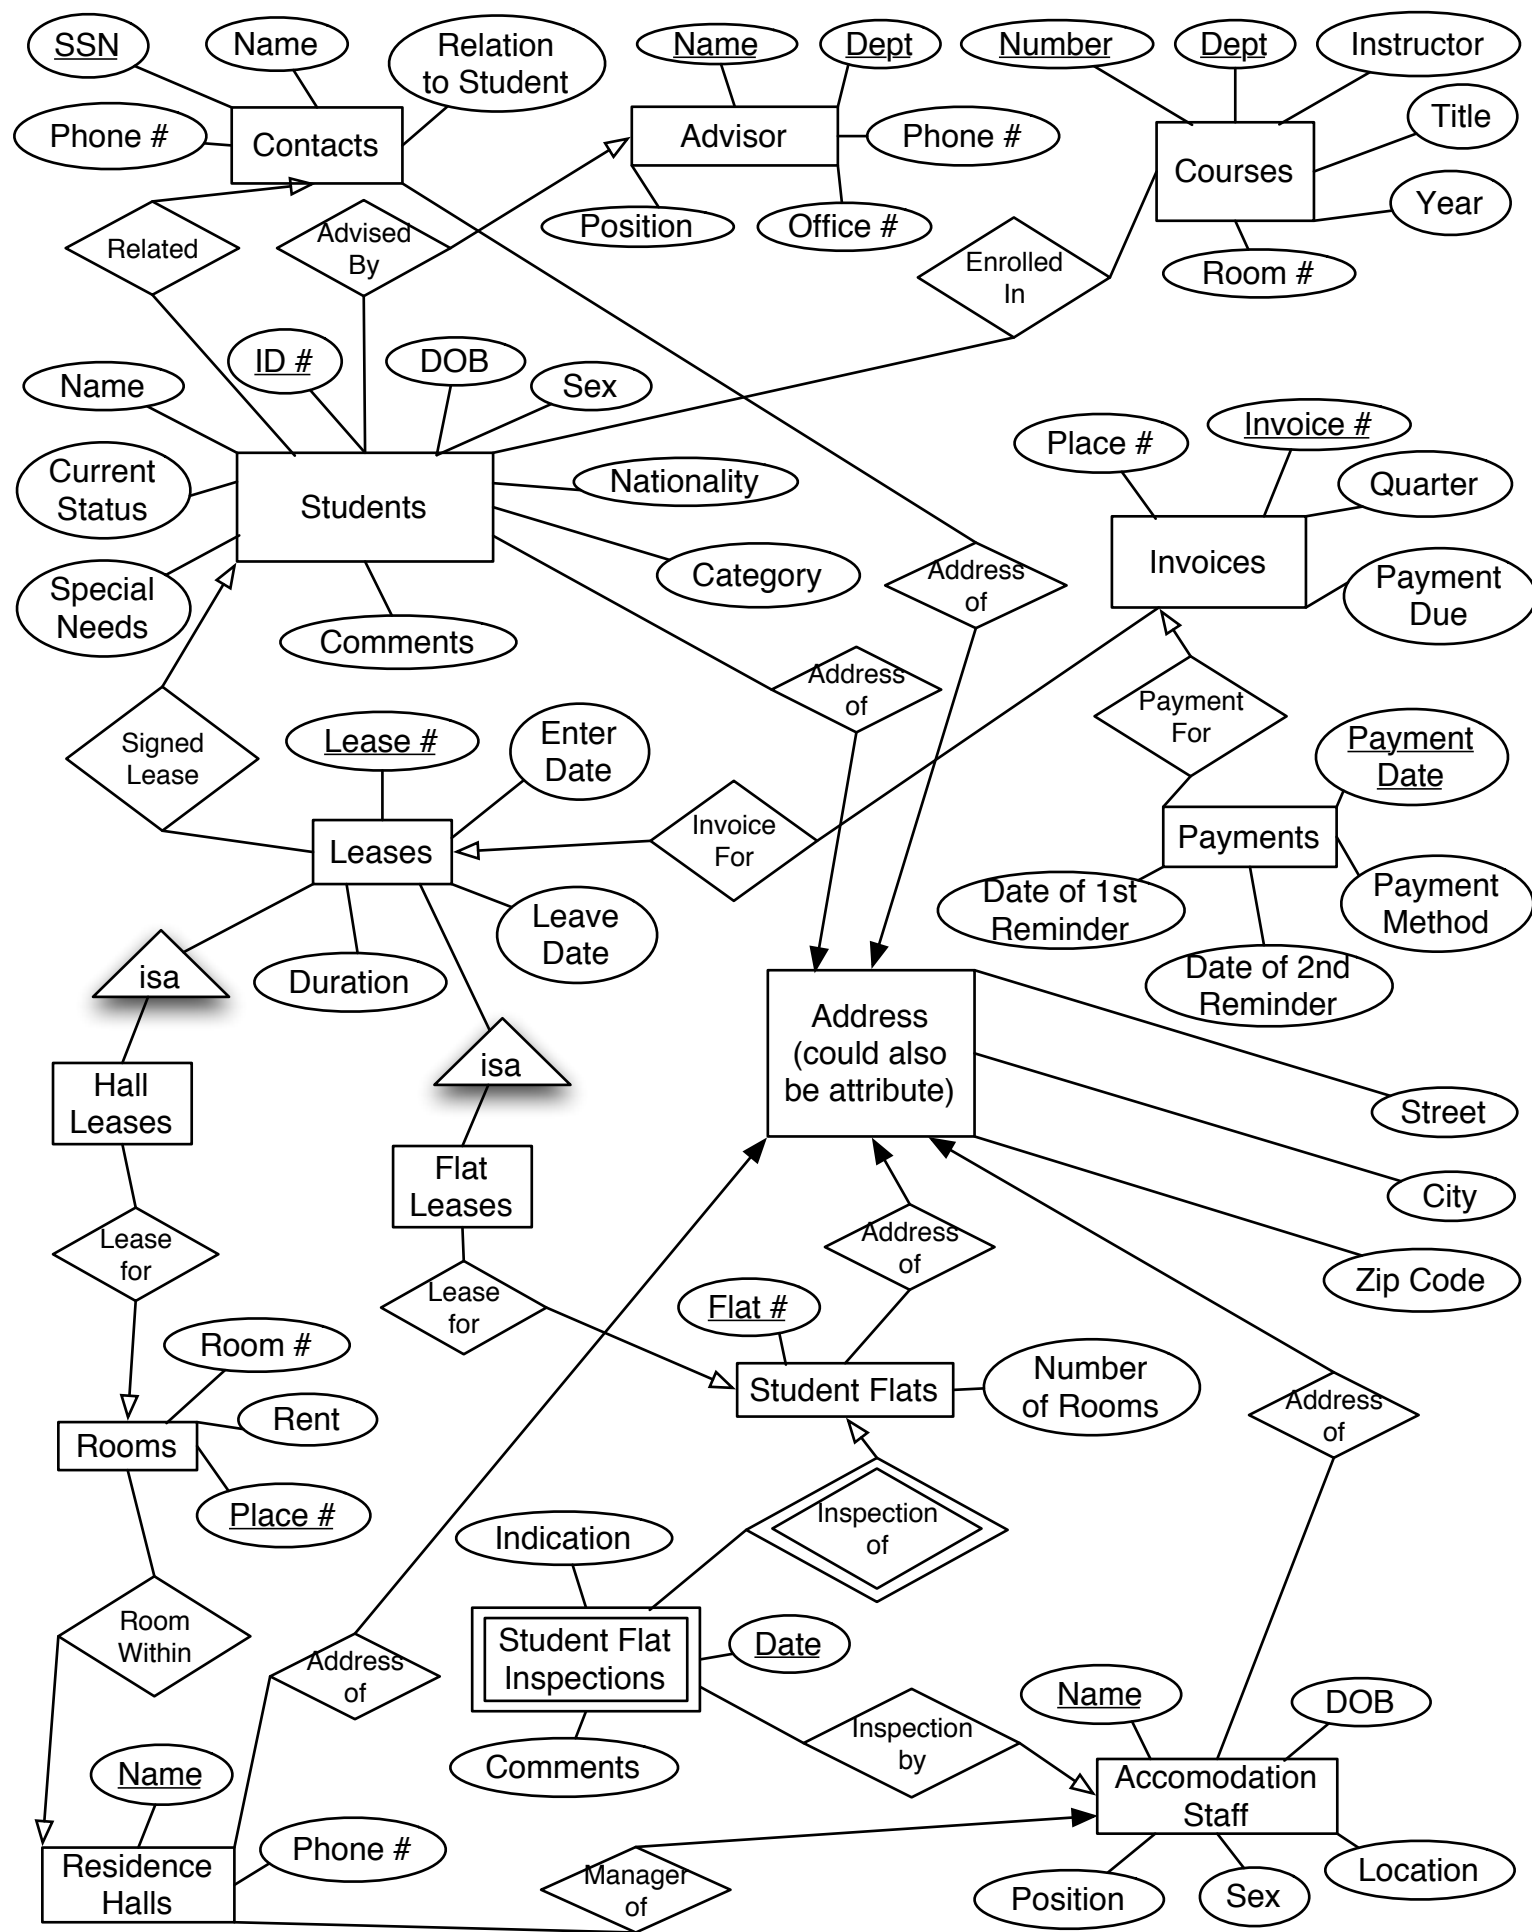 SSN
Name
Relation
to Student
Name
Dept
Number
Dept
Instructor
Phone #
Contacts
Advisor
Phone #
Title
Courses
Year
Position
Office #
Room #
Related
Advised
By
Enrolled
In
Name
ID #
DOB
Sex
Current
Status
Students
Nationality
Special
Needs
Comments
Category
Address
of
Place #
Invoice #
Quarter
Invoices
Payment
Due
Address
of
Payment
For
Signed
Lease
Lease #
Enter
Date
Payment
Date
Leases
Invoice
For
Payments
Leave
Date
Duration
Date of 1st
Reminder
Payment
Method
Date of 2nd
Reminder
isa
isa
Address
(could also
be attribute)
Hall
Leases
Street
Flat
Leases
City
Lease
for
Address
of
Zip Code
Lease
for
Flat #
Room #
Student Flats
Number
of Rooms
Rent
Rooms
Address
of
Place #
Indication
Inspection
of
Room
Within
Address
of
Student Flat
Inspections
Date
Name
DOB
Inspection
by
Comments
Name
Accomodation
Staff
Residence
Halls
Phone #
Manager
of
Position
Sex
Location